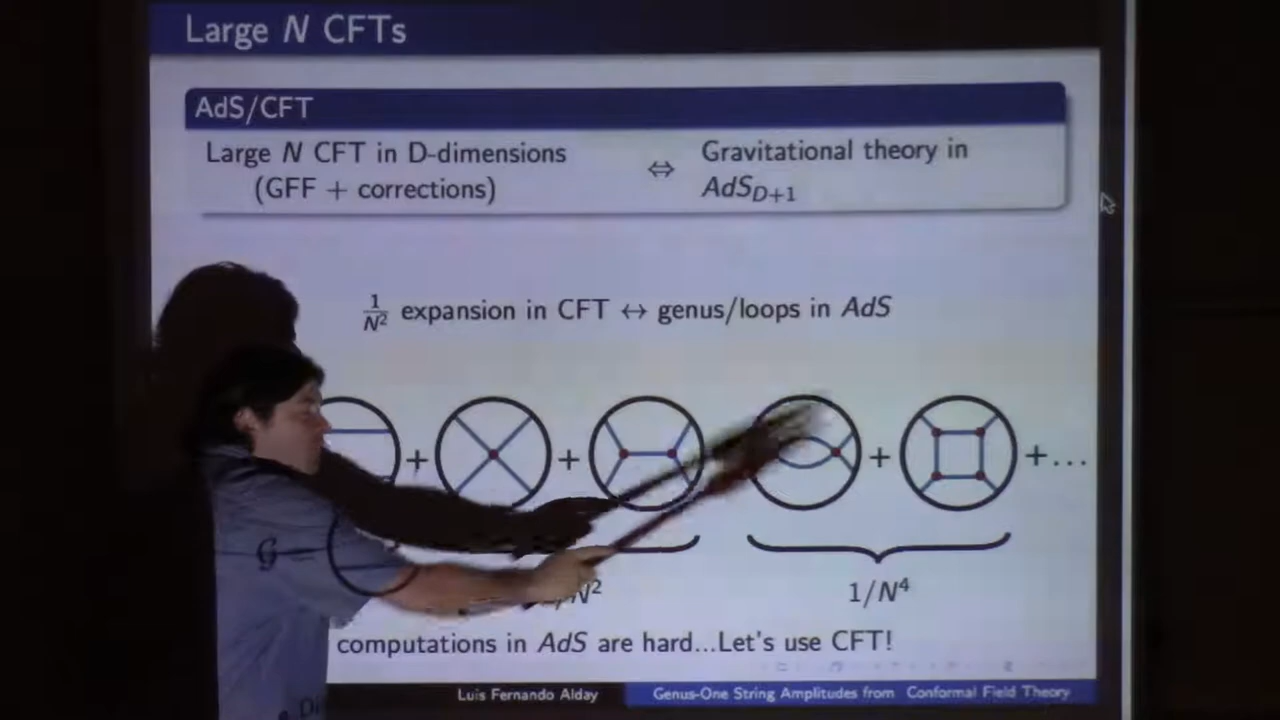 Large N CFTs
AdS/CFT
Large N CFT in D-dimensions ⇔ Gravitational theory in
(GFF + corrections) AdS_{D+1}
1/N² expansion in CFT ↔ genus/loops in AdS
+ + + +...
G =
/N² 1/N⁴
computations in AdS are hard...Let's use CFT!
Luis Fernando Alday Genus-One String Amplitudes from Conformal Field Theory